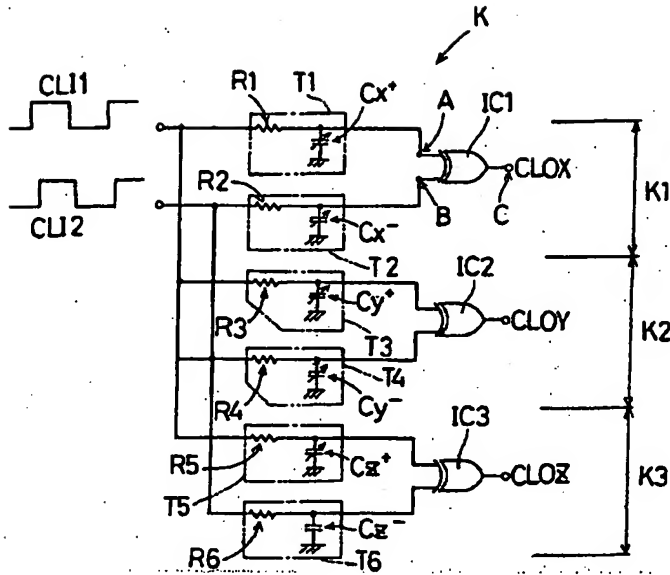 K
CLI1
R1
T1
Cx+
A
IC1
CLOX
B
C
K1
R2
CLI2
Cx-
T2
IC2
Cy+
CLOY
K2
R3
T3
T4
R4
Cy-
IC3
R5
Cz+
CLOZ
K3
T5
Cz-
R6
T6